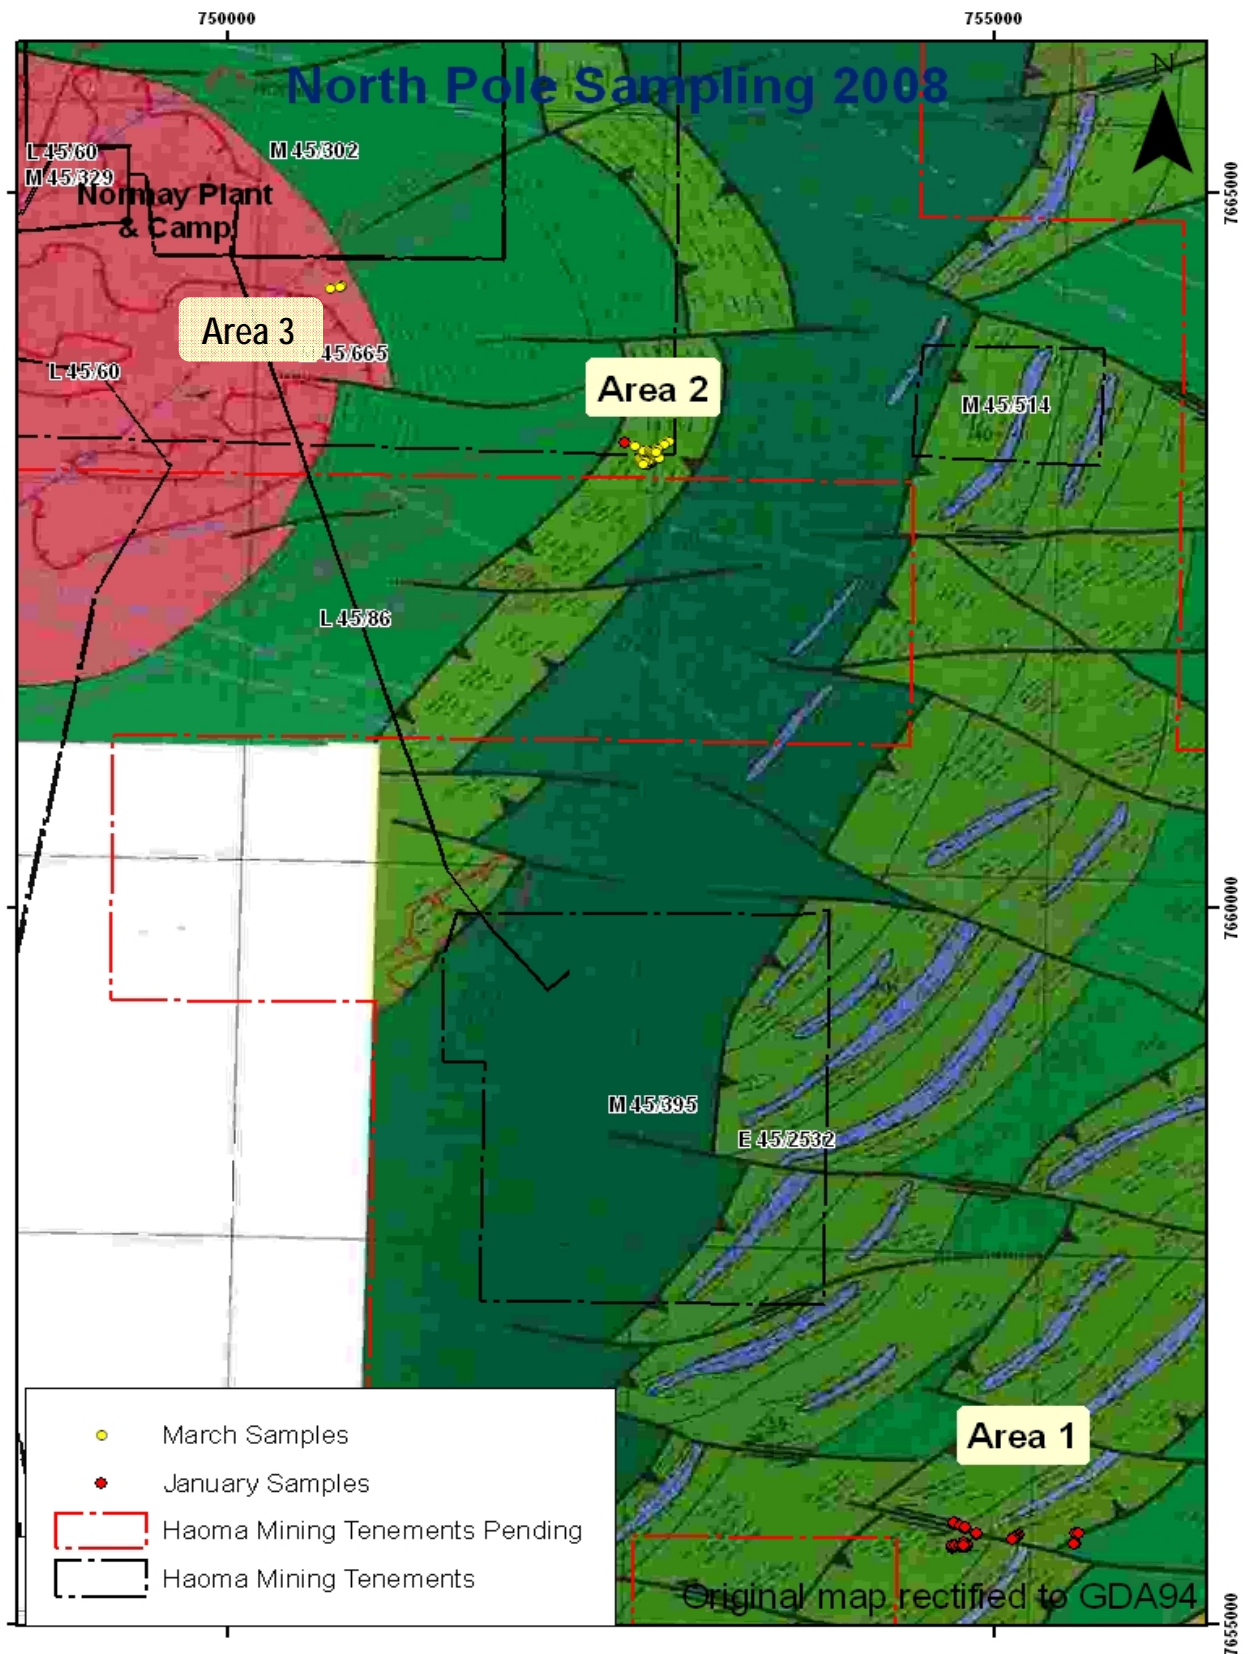 750000
755000
North Pole Sampling 2008
N
L 45/60
M 45/302
M 45/329
Normay Plant
& Camp
7665000
Area 3
45/665
L 45/60
Area 2
M 45/514
L 45/86
7660000
M 45/395
E 45/2532
Area 1
March Samples
January Samples
Haoma Mining Tenements Pending
Haoma Mining Tenements
Original map rectified to GDA94
7655000